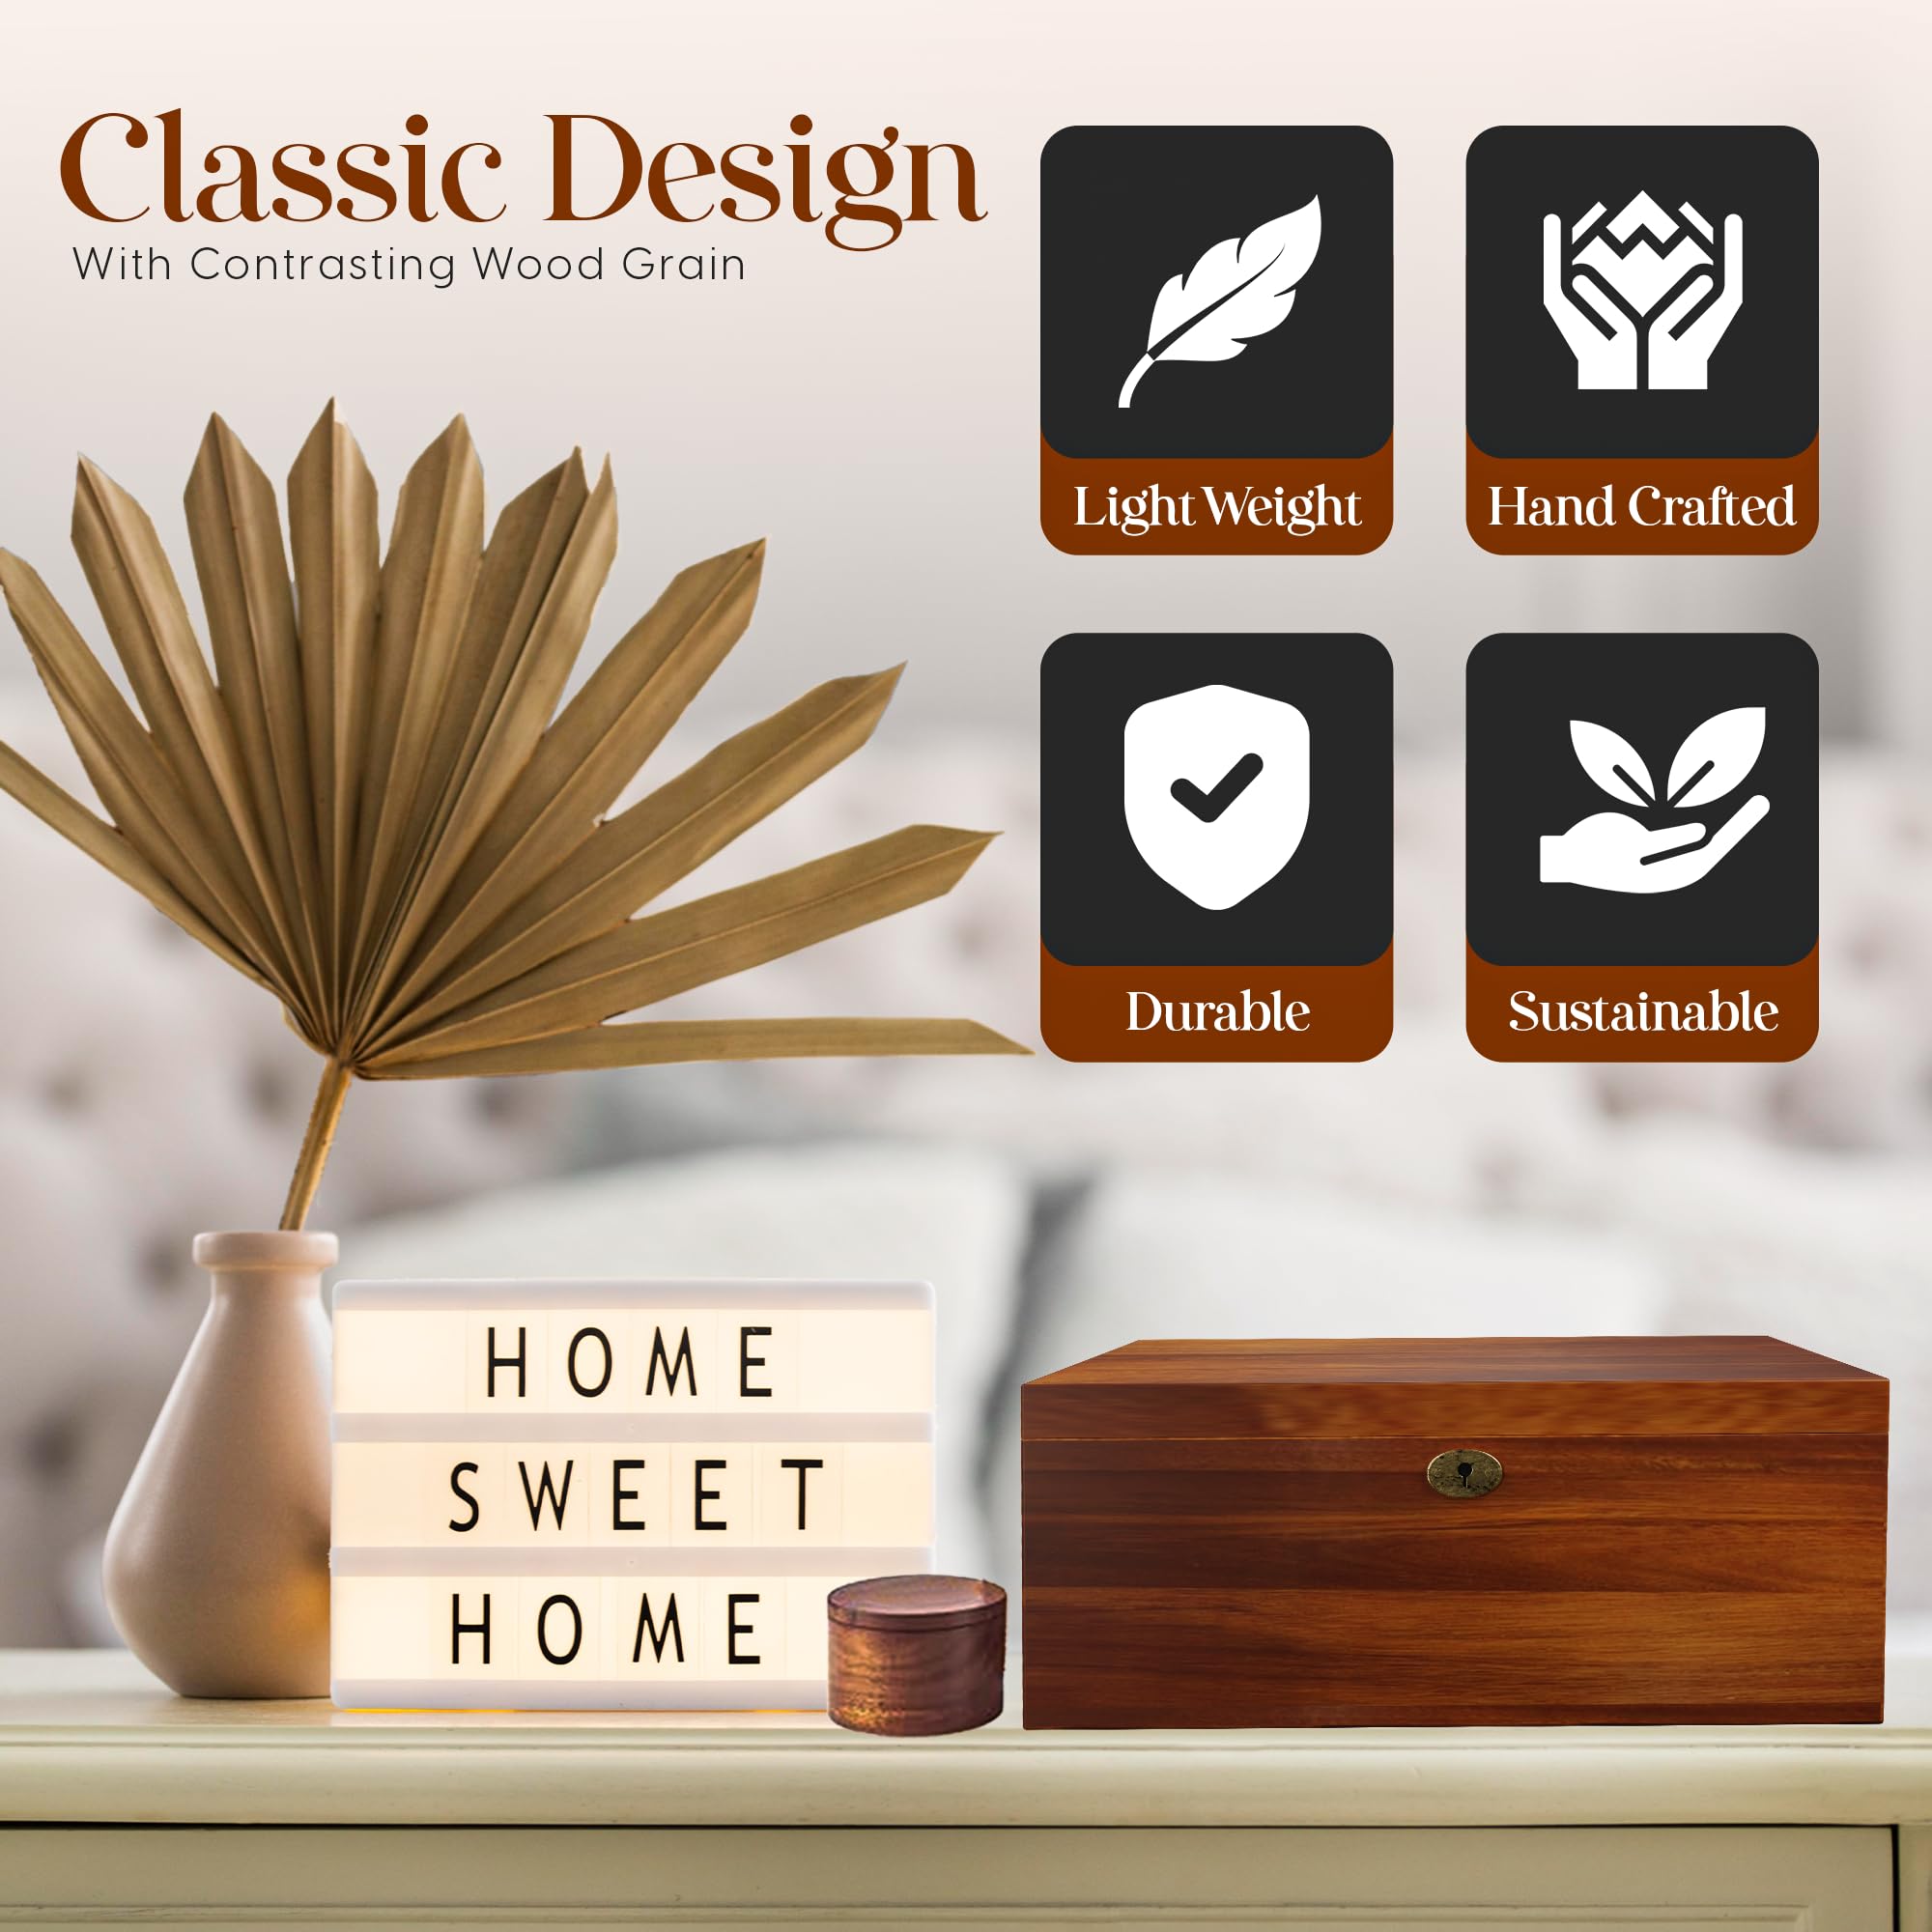 Classic Design
With Contrasting Wood Grain
Light Weight
Hand Crafted
Durable
Sustainable
HOME
SWEET
HOME